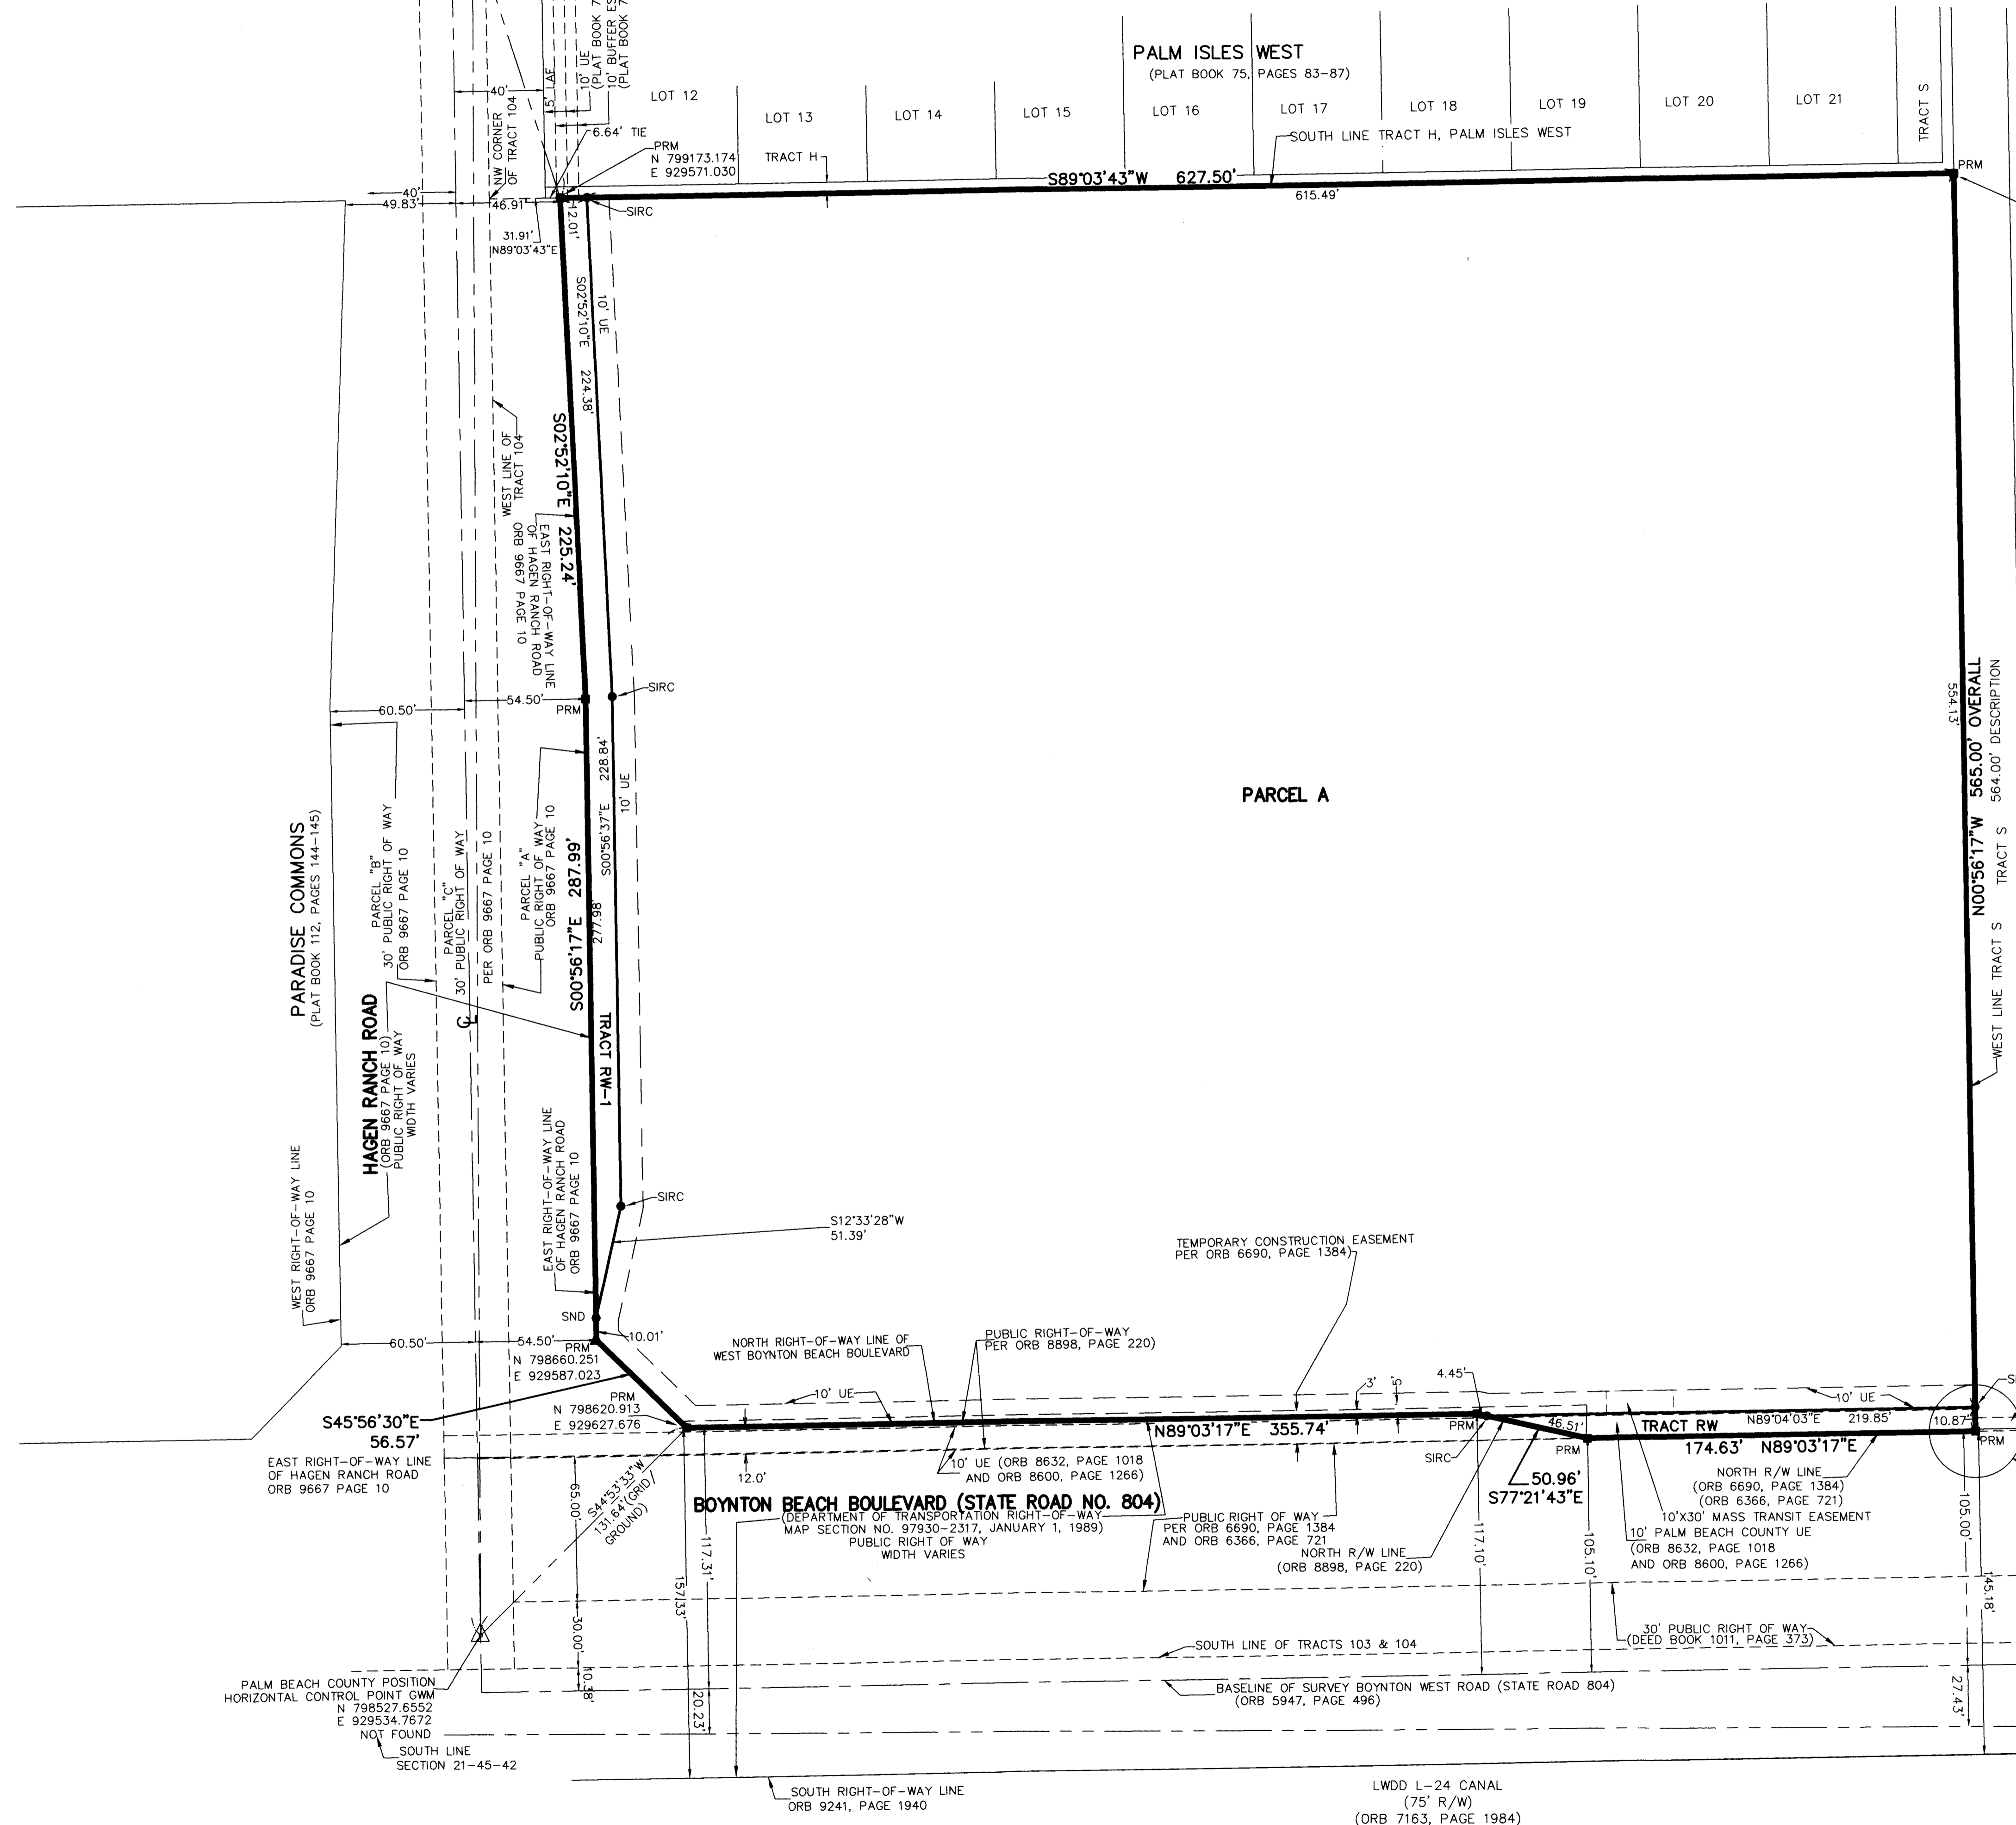 PALM ISLES WEST
(PLAT BOOK 75, PAGES 83-87)
10' UE
(PLAT BOOK 7
10' BUFFER ES
(PLAT BOOK 7
5' LAE
40'
NW CORNER
OF TRACT 104
LOT 12
LOT 13
LOT 14
LOT 15
LOT 16
LOT 17
LOT 18
LOT 19
LOT 20
LOT 21
TRACT S
6.64' TIE
PRM
N 799173.174
E 929571.030
TRACT H
SOUTH LINE TRACT H, PALM ISLES WEST
S89°03'43"W 627.50'
615.49'
PRM
40'
49.83'
46.91'
12.01'
SIRC
31.91'
N89°03'43"E
S02°52'10"E 224.38'
10' UE
S02°52'10"E 225.24'
WEST LINE OF
TRACT 104
EAST RIGHT-OF-WAY LINE
OF HAGEN RANCH ROAD
ORB 9667 PAGE 10
SIRC
54.50'
PRM
60.50'
228.84'
S00°56'37"E
10' UE
PARCEL A
554.13'
N00°56'17"W 565.00' OVERALL
564.00' DESCRIPTION
WEST LINE TRACT S
TRACT S
PARADISE COMMONS
(PLAT BOOK 112, PAGES 144-145)
PARCEL "B"
30' PUBLIC RIGHT OF WAY
ORB 9667 PAGE 10
PARCEL "C"
30' PUBLIC RIGHT OF WAY
PER ORB 9667 PAGE 10
PARCEL "A"
PUBLIC RIGHT OF WAY
ORB 9667 PAGE 10
S00°56'17"E 287.99'
277.98'
TRACT RW-1
HAGEN RANCH ROAD
(ORB 9667 PAGE 10)
PUBLIC RIGHT OF WAY
WIDTH VARIES
WEST RIGHT-OF-WAY LINE
ORB 9667 PAGE 10
EAST RIGHT-OF-WAY LINE
OF HAGEN RANCH ROAD
ORB 9667 PAGE 10
SIRC
S12°33'28"W
51.39'
SND
10.01'
60.50'
54.50'
PRM
N 798660.251
E 929587.023
PRM
N 798620.913
E 929627.676
S45°56'30"E
56.57'
EAST RIGHT-OF-WAY LINE
OF HAGEN RANCH ROAD
ORB 9667 PAGE 10
NORTH RIGHT-OF-WAY LINE OF
WEST BOYNTON BEACH BOULEVARD
PUBLIC RIGHT-OF-WAY
PER ORB 8898, PAGE 220)
TEMPORARY CONSTRUCTION EASEMENT
PER ORB 6690, PAGE 1384)
10' UE
3'
5'
4.45'
10' UE
N89°03'17"E 355.74'
PRM
46.51'
TRACT RW
N89°04'03"E 219.85'
10.87'
PRM
SIRC
PRM
174.63' N89°03'17"E
50.96'
S77°21'43"E
12.0'
10' UE (ORB 8632, PAGE 1018
AND ORB 8600, PAGE 1266)
NORTH R/W LINE
(ORB 6690, PAGE 1384)
(ORB 6366, PAGE 721)
10'X30' MASS TRANSIT EASEMENT
10' PALM BEACH COUNTY UE
(ORB 8632, PAGE 1018
AND ORB 8600, PAGE 1266)
BOYNTON BEACH BOULEVARD (STATE ROAD NO. 804)
(DEPARTMENT OF TRANSPORTATION RIGHT-OF-WAY
MAP SECTION NO. 97930-2317, JANUARY 1, 1989)
PUBLIC RIGHT OF WAY
WIDTH VARIES
PUBLIC RIGHT OF WAY
PER ORB 6690, PAGE 1384
AND ORB 6366, PAGE 721
NORTH R/W LINE
(ORB 8898, PAGE 220)
S44°53'33"W
131.64'(GRID/
GROUND)
65.00'
30.00'
10.38'
117.31'
157.33'
20.23'
117.10'
105.10'
105.00'
145.18'
27.43'
30' PUBLIC RIGHT OF WAY
(DEED BOOK 1011, PAGE 373)
SOUTH LINE OF TRACTS 103 & 104
BASELINE OF SURVEY BOYNTON WEST ROAD (STATE ROAD 804)
(ORB 5947, PAGE 496)
PALM BEACH COUNTY POSITION
HORIZONTAL CONTROL POINT GWM
N 798527.6552
E 929534.7672
NOT FOUND
SOUTH LINE
SECTION 21-45-42
SOUTH RIGHT-OF-WAY LINE
ORB 9241, PAGE 1940
LWDD L-24 CANAL
(75' R/W)
(ORB 7163, PAGE 1984)